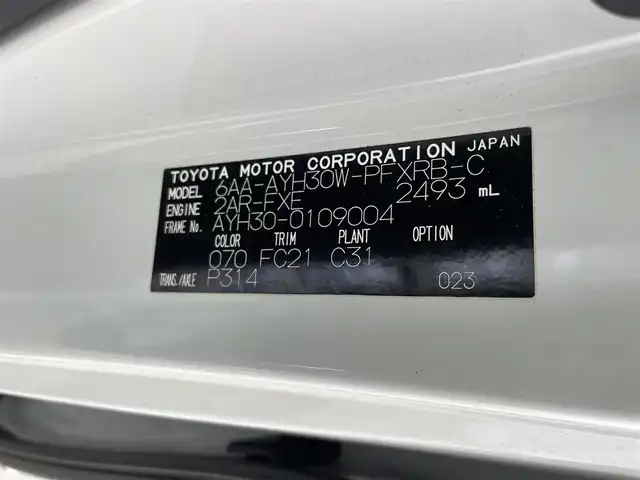 TOYOTA MOTOR CORPORATION JAPAN
MODEL 6AA-AYH30W-PFXRB-C
ENGINE 2AR-FXE 2493 mL
FRAME No. AYH30-0109004
COLOR TRIM PLANT OPTION
070 FC21 C31
TRANS./AXLE P314 023